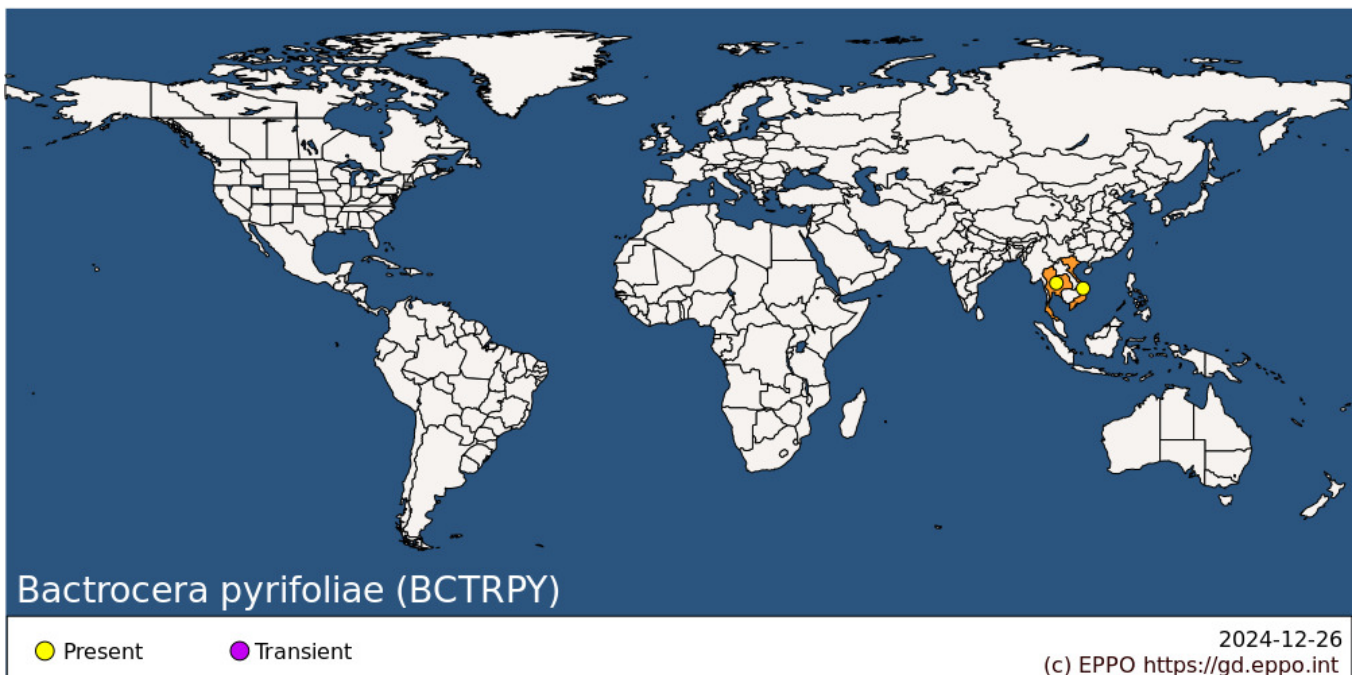 Bactrocera pyrifoliae (BCTRPY)
Present
Transient
2024-12-26
(c) EPPO https://gd.eppo.int